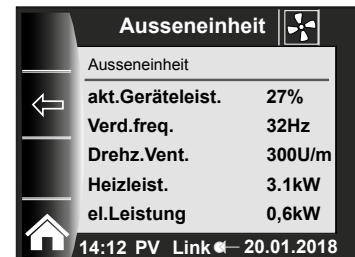 Ausseneinheit
Ausseneinheit
akt.Geräteleist. 27%
Verd.freq. 32Hz
Drehz.Vent. 300U/m
Heizleist. 3.1kW
el.Leistung 0,6kW
14:12 PV Link 20.01.2018